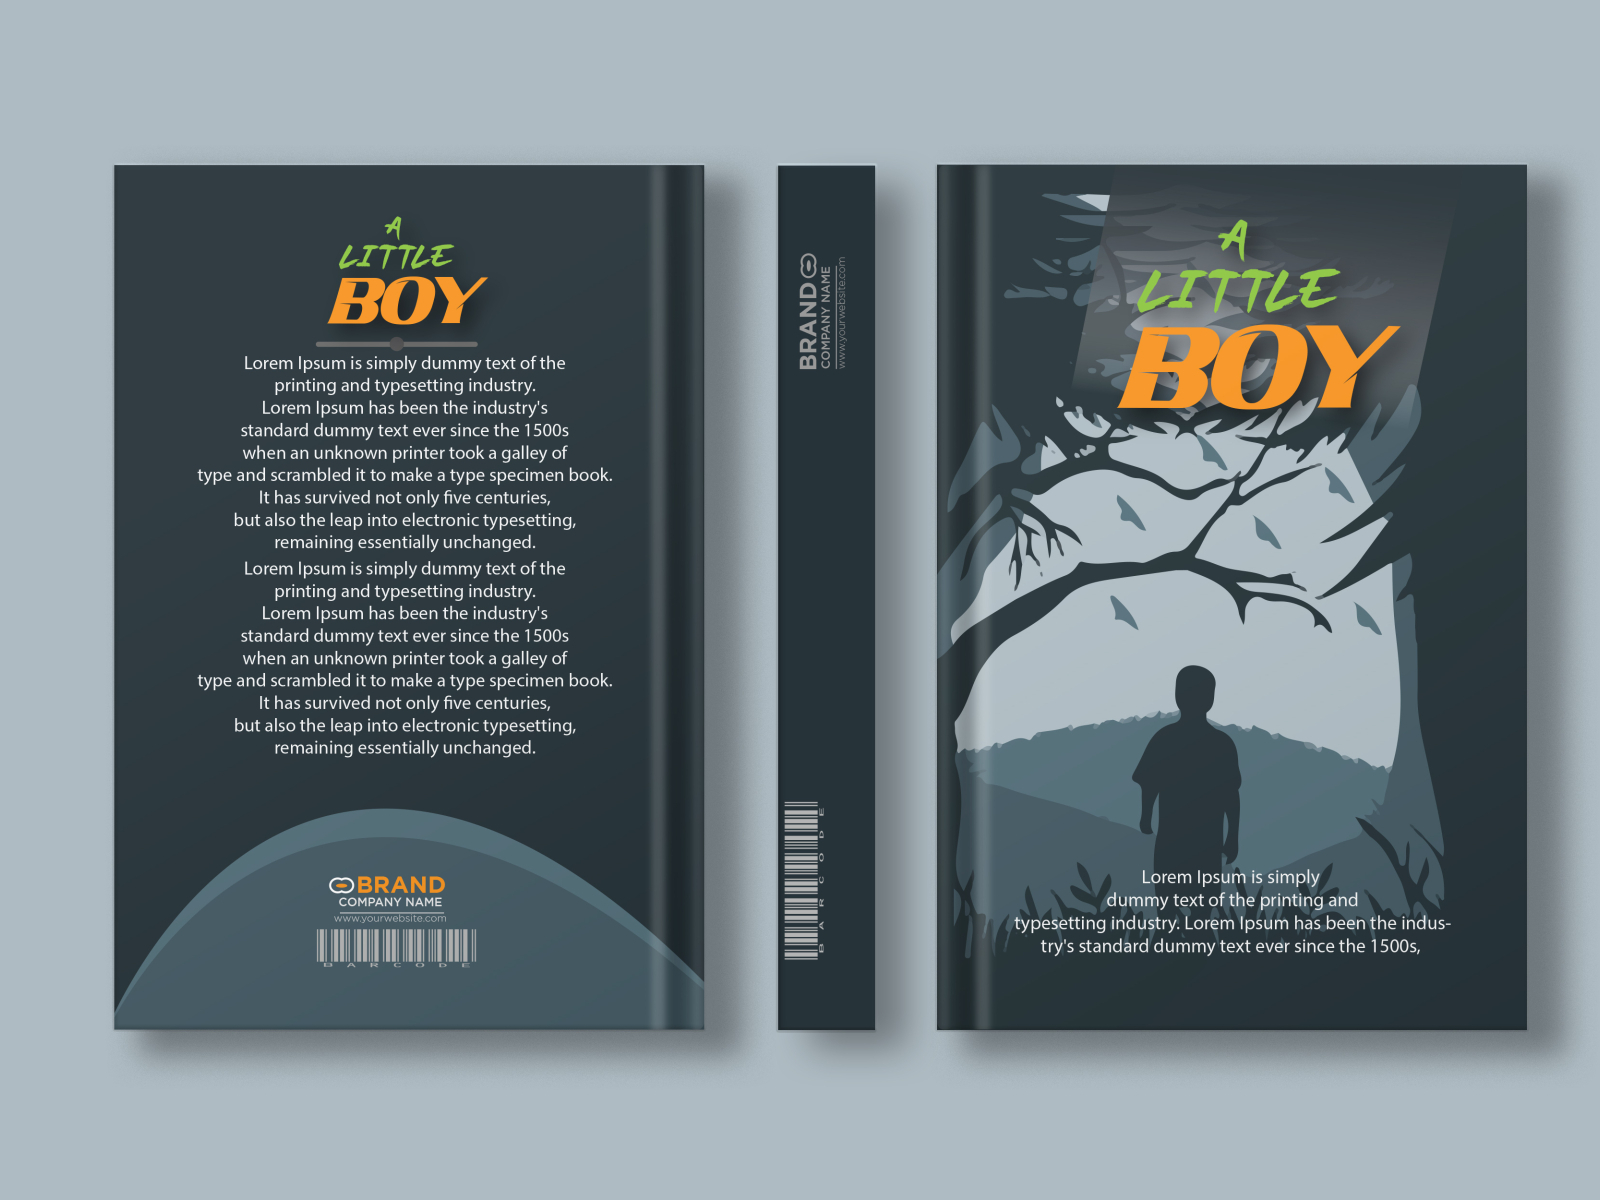 A
LITTLE
BOY
Lorem Ipsum is simply dummy text of the
printing and typesetting industry.
Lorem Ipsum has been the industry's
standard dummy text ever since the 1500s
when an unknown printer took a galley of
type and scrambled it to make a type specimen book.
It has survived not only five centuries,
but also the leap into electronic typesetting,
remaining essentially unchanged.
Lorem Ipsum is simply dummy text of the
printing and typesetting industry.
Lorem Ipsum has been the industry's
standard dummy text ever since the 1500s
when an unknown printer took a galley of
type and scrambled it to make a type specimen book.
It has survived not only five centuries,
but also the leap into electronic typesetting,
remaining essentially unchanged.
BRAND
COMPANY NAME
www.yourwebsite.com
BARCODE
BRAND
COMPANY NAME
www.yourwebsite.com
BARCODE
A
LITTLE
BOY
Lorem Ipsum is simply
dummy text of the printing and
typesetting industry. Lorem Ipsum has been the indus-
try's standard dummy text ever since the 1500s,